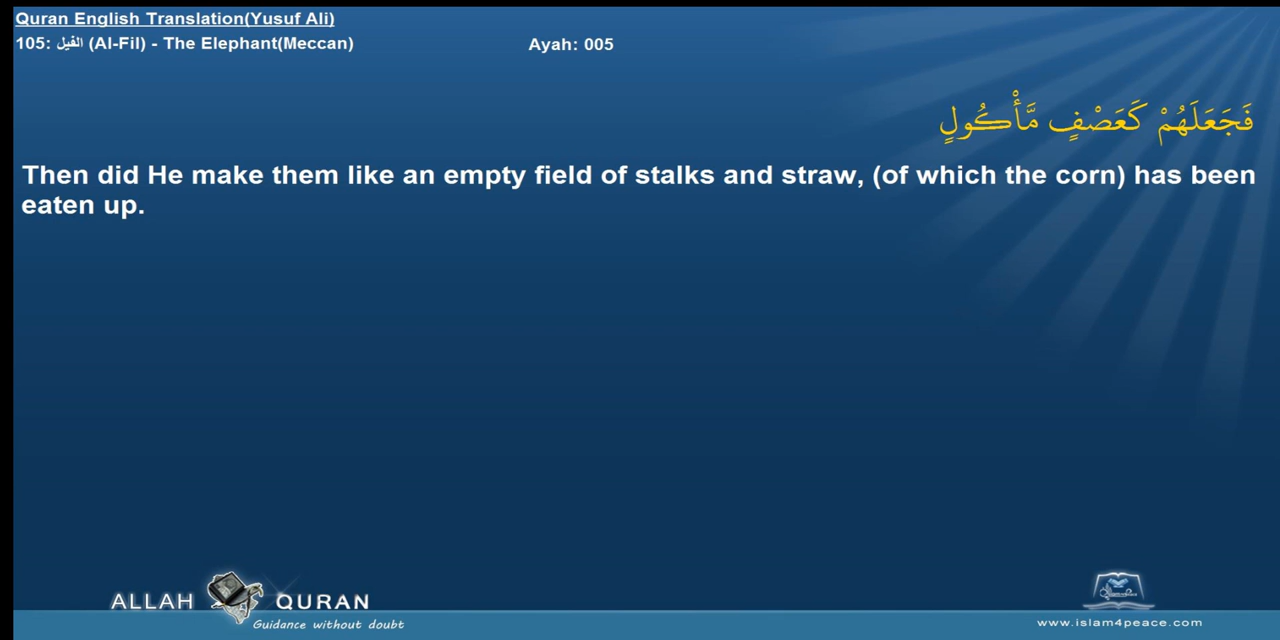 Quran English Translation(Yusuf Ali)
105: الفيل (Al-Fil) - The Elephant(Meccan) Ayah: 005
فَجَعَلَهُمْ كَعَصْفٍ مَّأْكُولٍ
Then did He make them like an empty field of stalks and straw, (of which the corn) has been
eaten up.
ALLAH QURAN
Guidance without doubt
www.islam4peace.com